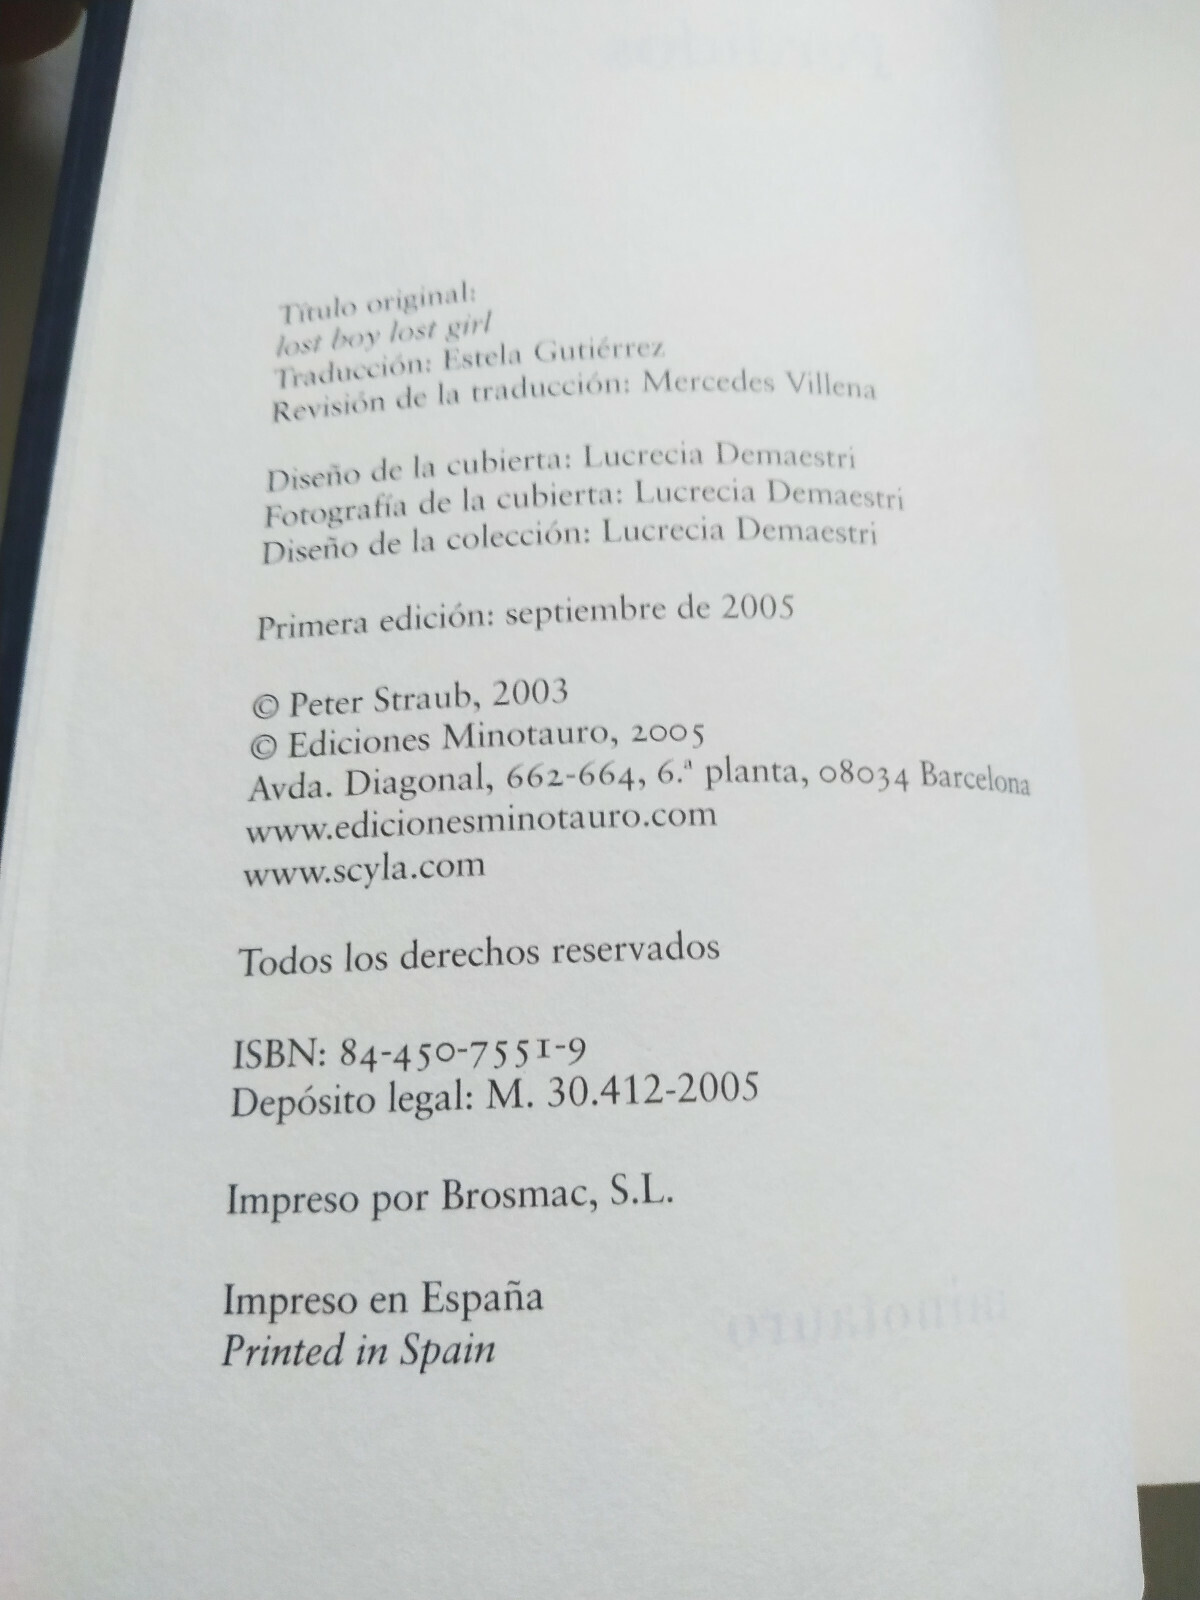 Título original:
lost boy lost girl
Traducción: Estela Gutiérrez
Revisión de la traducción: Mercedes Villena
Diseño de la cubierta: Lucrecia Demaestri
Fotografía de la cubierta: Lucrecia Demaestri
Diseño de la colección: Lucrecia Demaestri
Primera edición: septiembre de 2005
© Peter Straub, 2003
© Ediciones Minotauro, 2005
Avda. Diagonal, 662-664, 6.ª planta, 08034 Barcelona
www.edicionesminotauro.com
www.scyla.com
Todos los derechos reservados
ISBN: 84-450-7551-9
Depósito legal: M. 30.412-2005
Impreso por Brosmac, S.L.
Impreso en España
Printed in Spain